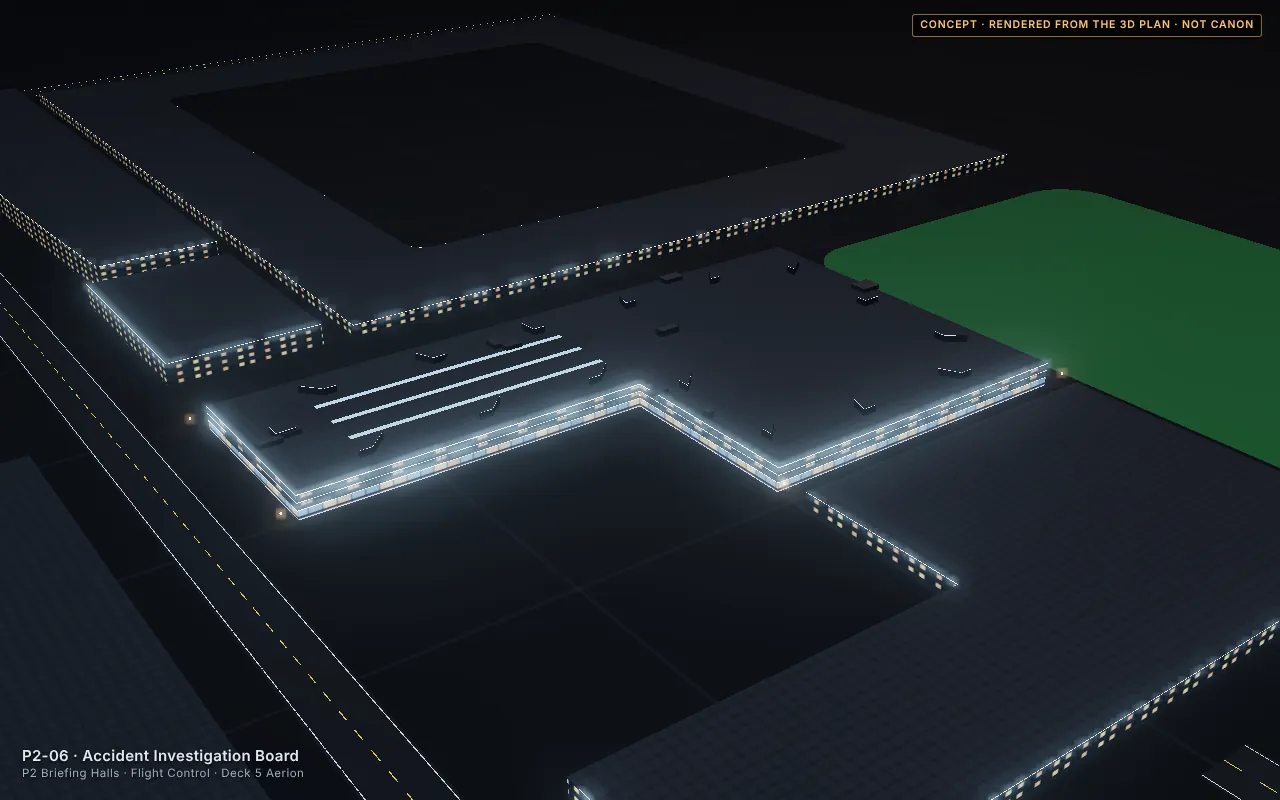 CONCEPT · RENDERED FROM THE 3D PLAN · NOT CANON
P2-06 · Accident Investigation Board
P2 Briefing Halls · Flight Control · Deck 5 Aerion